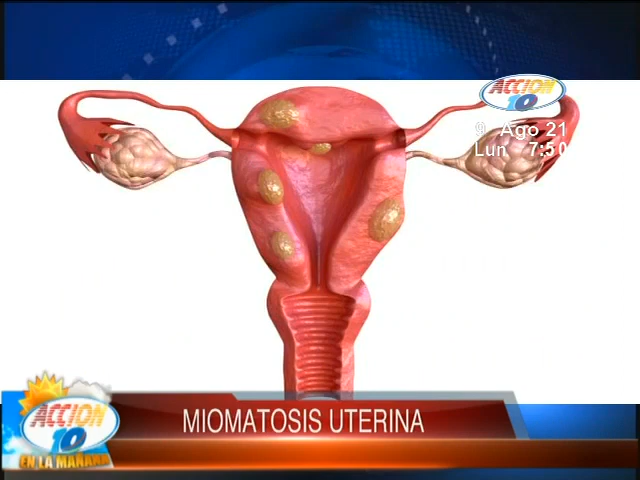 ACCION
10
9 Ago 21
Lun 7:50
MIOMATOSIS UTERINA
ACCION
10
EN LA MAÑANA